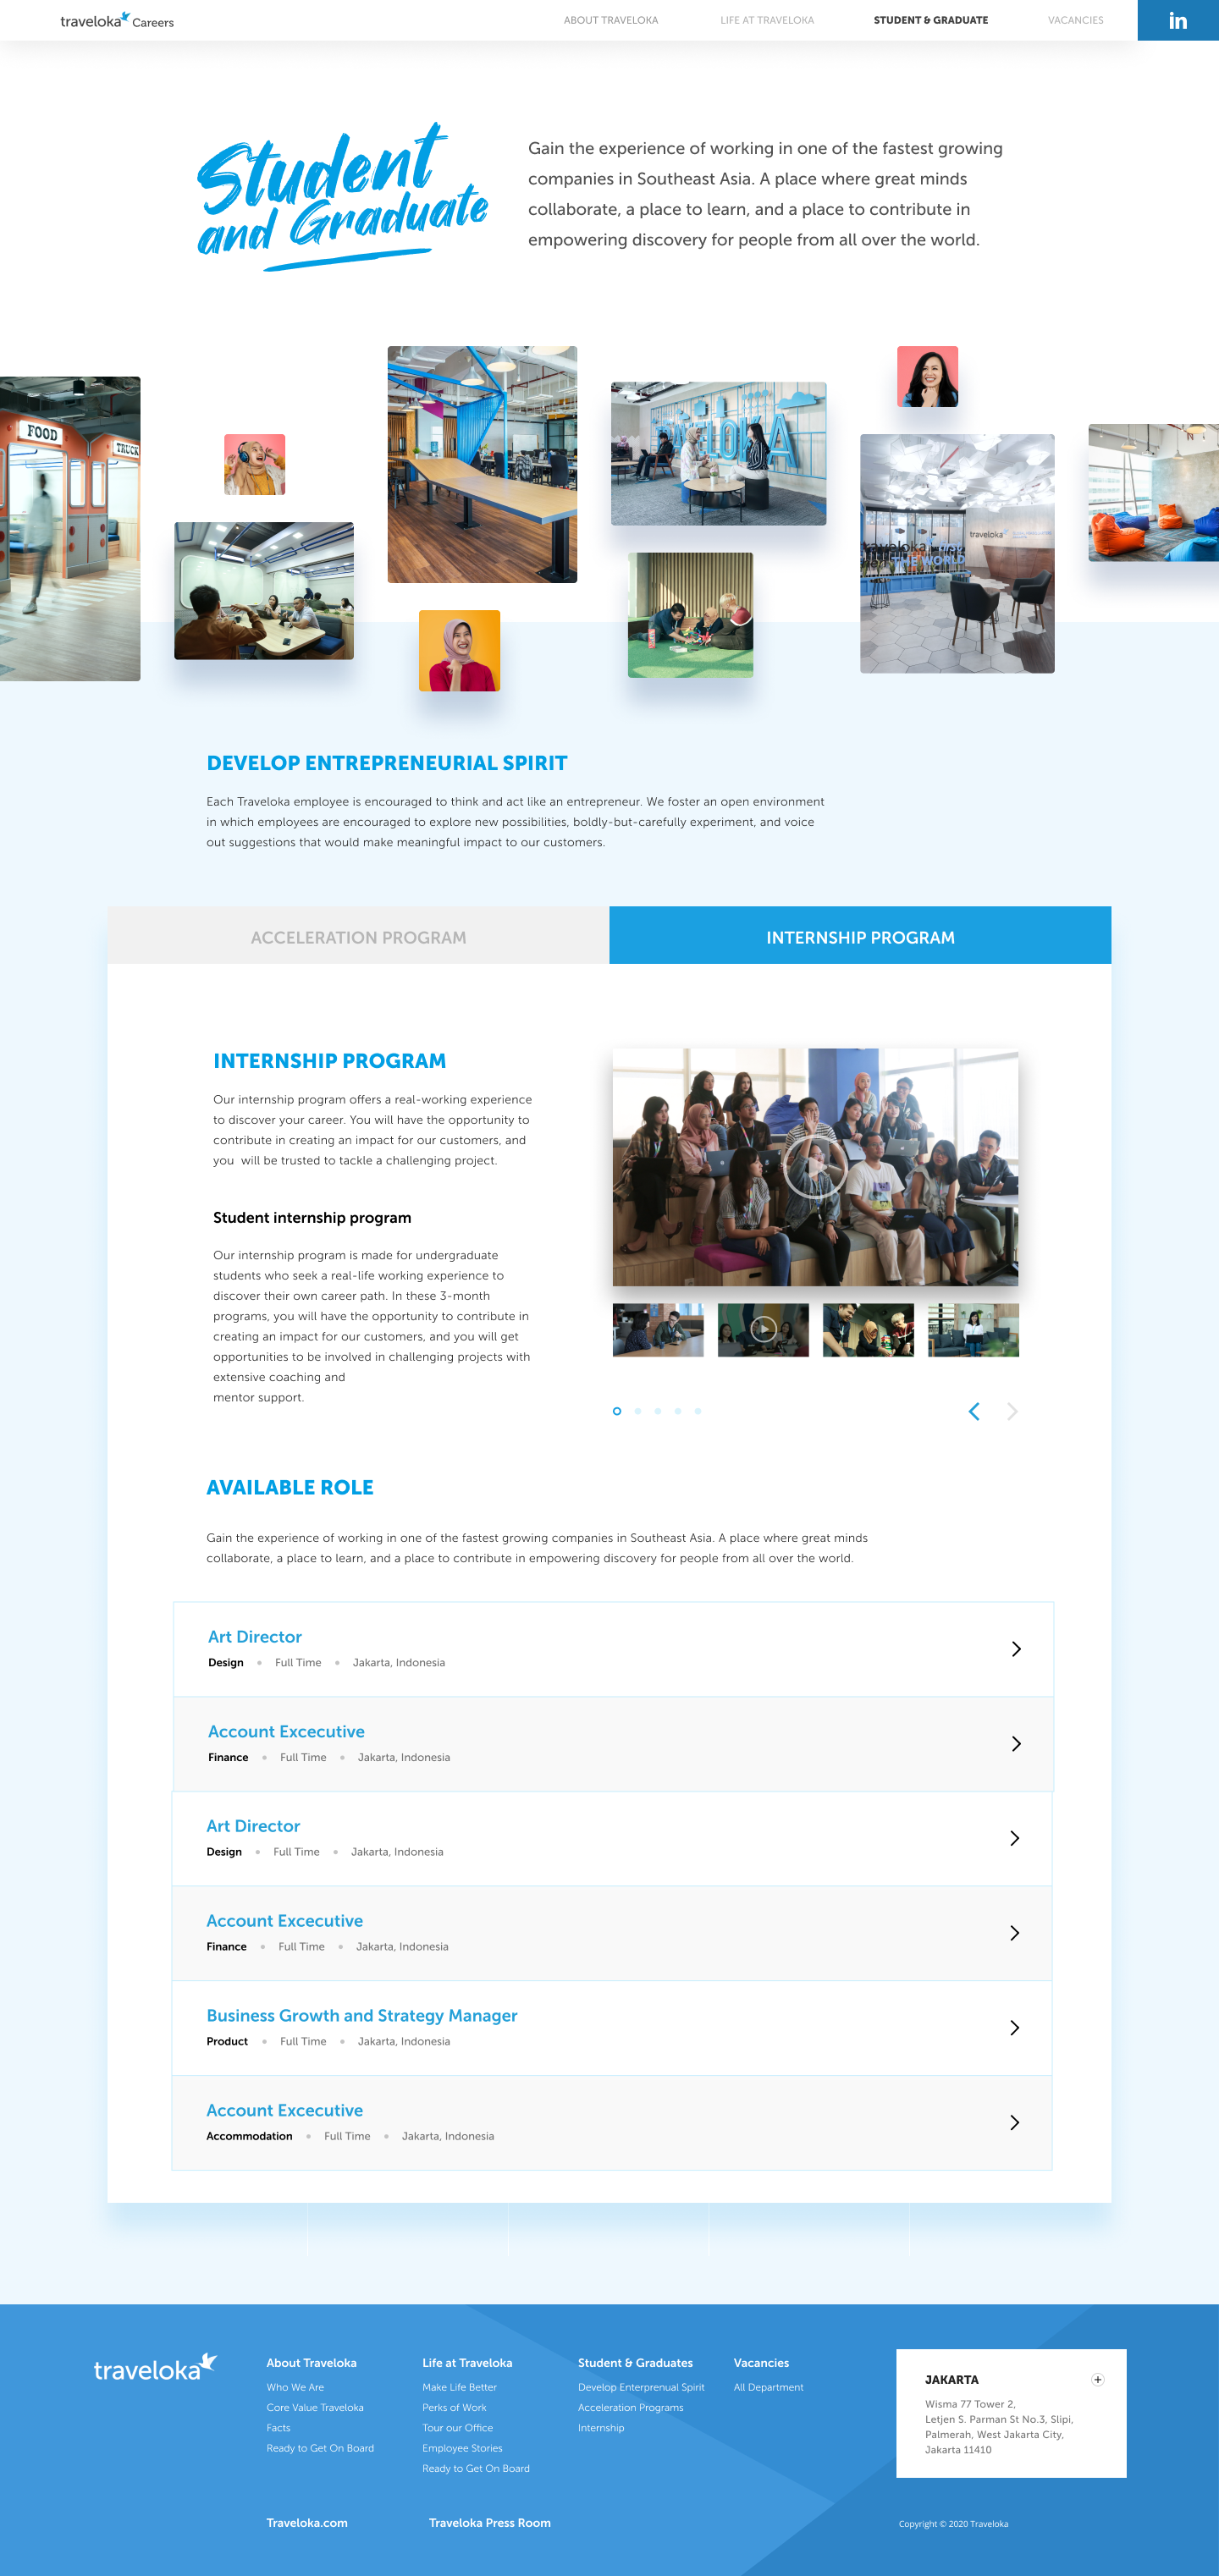 traveloka Careers
ABOUT TRAVELOKA
LIFE AT TRAVELOKA
STUDENT & GRADUATE
VACANCIES
in
Student
and Graduate
Gain the experience of working in one of the fastest growing
companies in Southeast Asia. A place where great minds
collaborate, a place to learn, and a place to contribute in
empowering discovery for people from all over the world.
FOOD
TRUCK
traveloka
traveloka
THE WORLD
DEVELOP ENTREPRENEURIAL SPIRIT
Each Traveloka employee is encouraged to think and act like an entrepreneur. We foster an open environment
in which employees are encouraged to explore new possibilities, boldly-but-carefully experiment, and voice
out suggestions that would make meaningful impact to our customers.
ACCELERATION PROGRAM
INTERNSHIP PROGRAM
INTERNSHIP PROGRAM
Our internship program offers a real-working experience
to discover your career. You will have the opportunity to
contribute in creating an impact for our customers, and
you will be trusted to tackle a challenging project.
Student internship program
Our internship program is made for undergraduate
students who seek a real-life working experience to
discover their own career path. In these 3-month
programs, you will have the opportunity to contribute in
creating an impact for our customers, and you will get
opportunities to be involved in challenging projects with
extensive coaching and
mentor support.
AVAILABLE ROLE
Gain the experience of working in one of the fastest growing companies in Southeast Asia. A place where great minds
collaborate, a place to learn, and a place to contribute in empowering discovery for people from all over the world.
Art Director
Design • Full Time • Jakarta, Indonesia
Account Excecutive
Finance • Full Time • Jakarta, Indonesia
Art Director
Design • Full Time • Jakarta, Indonesia
Account Excecutive
Finance • Full Time • Jakarta, Indonesia
Business Growth and Strategy Manager
Product • Full Time • Jakarta, Indonesia
Account Excecutive
Accommodation • Full Time • Jakarta, Indonesia
traveloka
About Traveloka
Who We Are
Core Value Traveloka
Facts
Ready to Get On Board
Life at Traveloka
Make Life Better
Perks of Work
Tour our Office
Employee Stories
Ready to Get On Board
Student & Graduates
Develop Enterprenual Spirit
Acceleration Programs
Internship
Vacancies
All Department
JAKARTA
Wisma 77 Tower 2,
Letjen S. Parman St No.3, Slipi,
Palmerah, West Jakarta City,
Jakarta 11410
Traveloka.com
Traveloka Press Room
Copyright © 2020 Traveloka